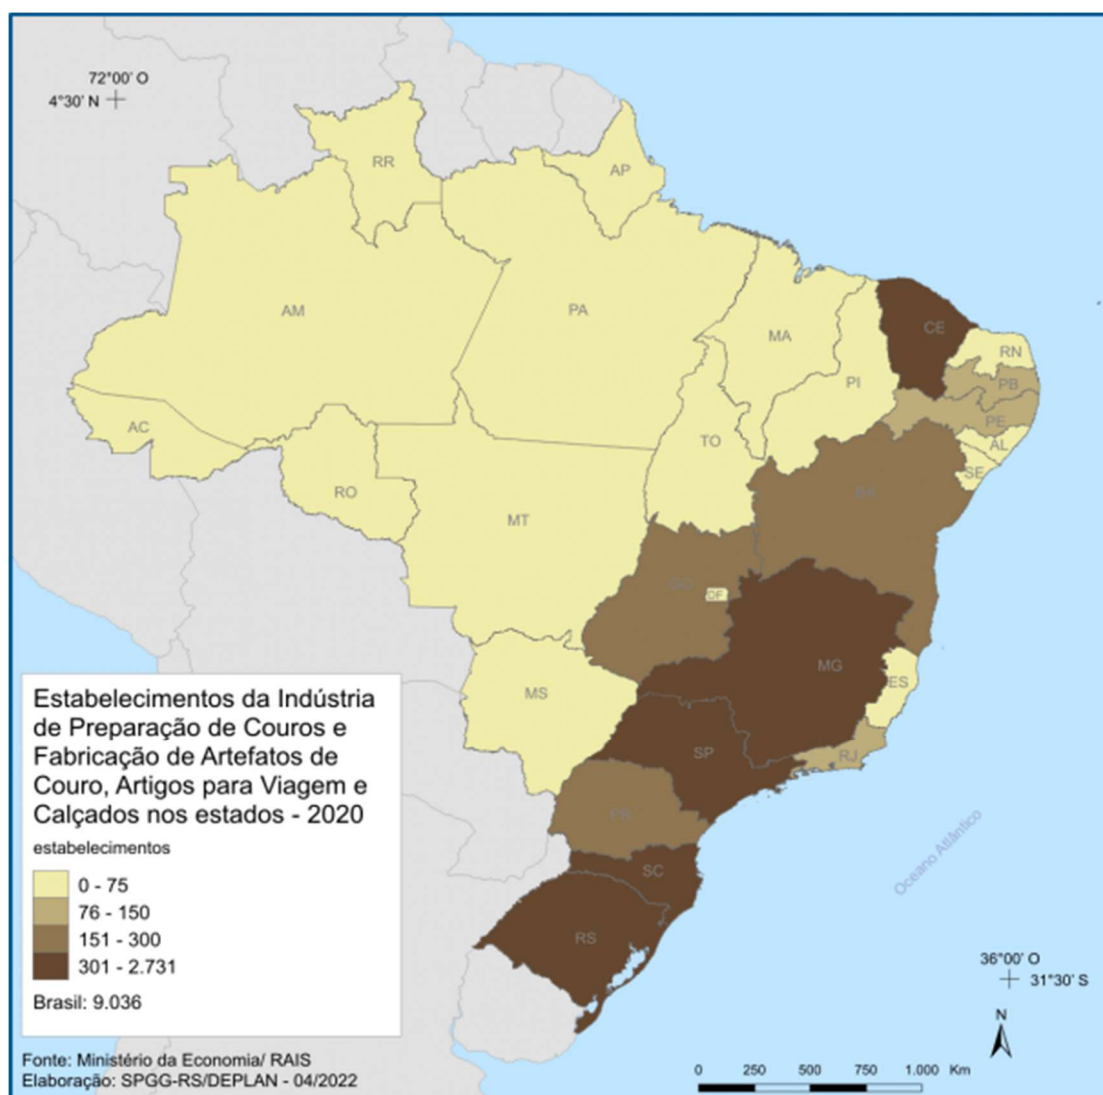 72°00' O
4°30' N
RR
AP
AM
PA
MA
CE
RN
PI
PB
PE
AC
TO
AL
SE
RO
BA
MT
GO
DF
MG
MS
ES
SP
RJ
PR
SC
RS
Oceano Atlântico
Estabelecimentos da Indústria
de Preparação de Couros e
Fabricação de Artefatos de
Couro, Artigos para Viagem e
Calçados nos estados - 2020
estabelecimentos
0 - 75
76 - 150
151 - 300
301 - 2.731
Brasil: 9.036
36°00' O
31°30' S
N
Fonte: Ministério da Economia/ RAIS
Elaboração: SPGG-RS/DEPLAN - 04/2022
0 250 500 750 1.000 Km